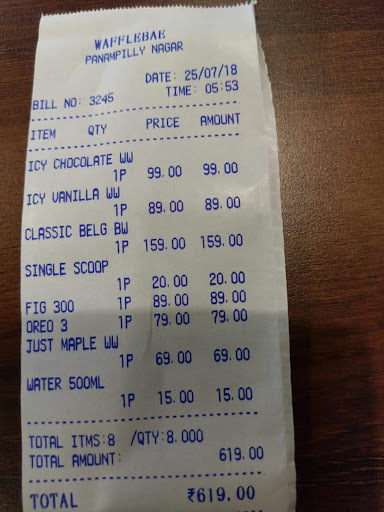 WAFFLEBAE
PANAMPILLY NAGAR
DATE: 25/07/18
BILL NO: 3245 TIME: 05:53
ITEM QTY PRICE AMOUNT
ICY CHOCOLATE WW
1P 99.00 99.00
ICY VANILLA WW
1P 89.00 89.00
CLASSIC BELG BW
1P 159.00 159.00
SINGLE SCOOP
1P 20.00 20.00
FIG 300 1P 89.00 89.00
OREO 3 1P 79.00 79.00
JUST MAPLE WW
1P 69.00 69.00
WATER 500ML
1P 15.00 15.00
TOTAL ITMS:8 /QTY:8.000
TOTAL AMOUNT: 619.00
TOTAL ₹619.00